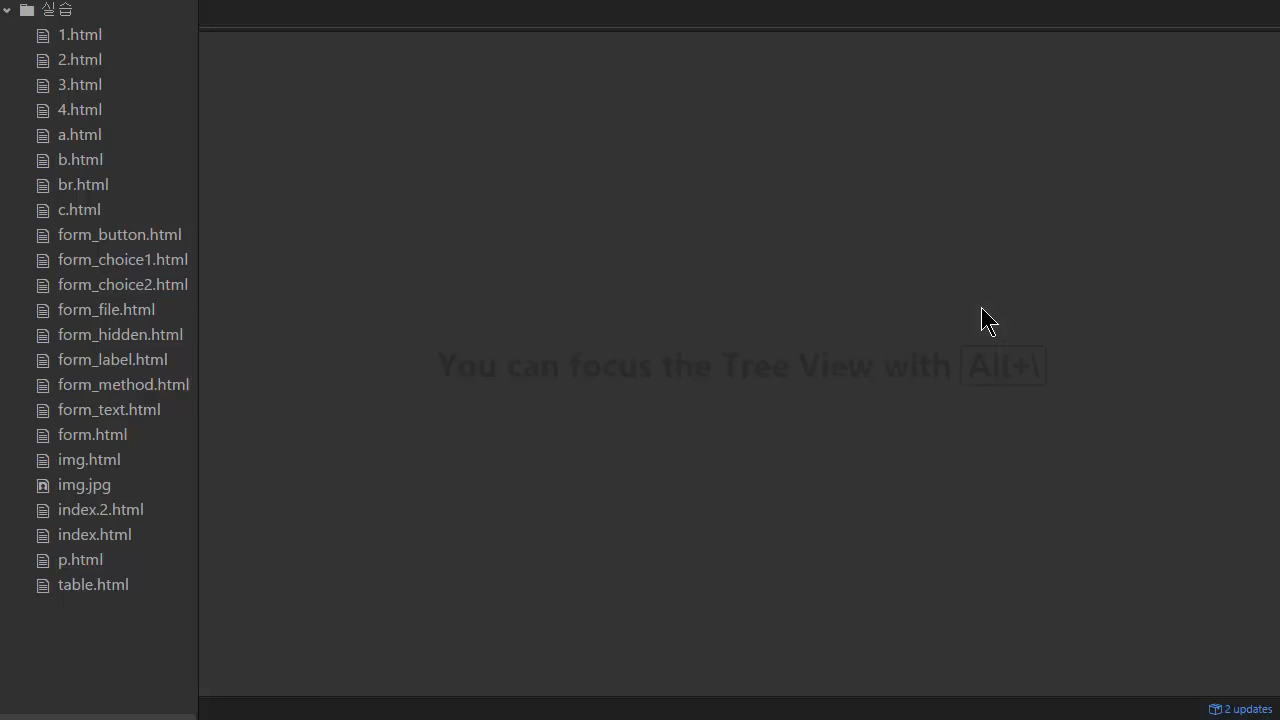 실습
1.html
2.html
3.html
4.html
a.html
b.html
br.html
c.html
form_button.html
form_choice1.html
form_choice2.html
form_file.html
form_hidden.html
form_label.html
form_method.html
form_text.html
form.html
img.html
img.jpg
index.2.html
index.html
p.html
table.html
You can focus the Tree View with Alt+\
2 updates